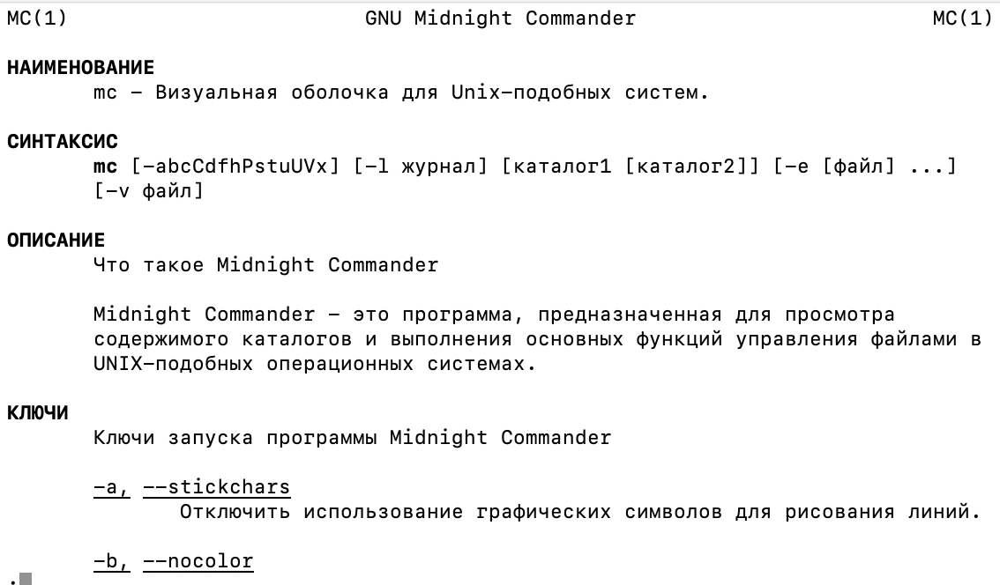 MC(1) GNU Midnight Commander MC(1)
НАИМЕНОВАНИЕ
mc – Визуальная оболочка для Unix-подобных систем.
СИНТАКСИС
mc [-abcCdfhPstuUVx] [-l журнал] [каталог1 [каталог2]] [-e [файл] ...]
[-v файл]
ОПИСАНИЕ
Что такое Midnight Commander
Midnight Commander – это программа, предназначенная для просмотра
содержимого каталогов и выполнения основных функций управления файлами в
UNIX-подобных операционных системах.
КЛЮЧИ
Ключи запуска программы Midnight Commander
-a, --stickchars
Отключить использование графических символов для рисования линий.
-b, --nocolor
.